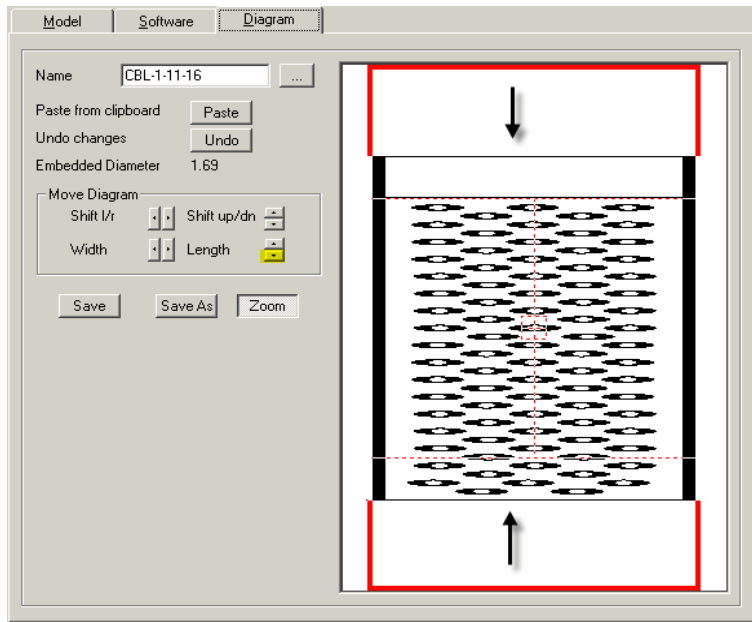 Model Software Diagram
Name CBL-1-11-16 ...
Paste from clipboard Paste
Undo changes Undo
Embedded Diameter 1.69
Move Diagram
Shift l/r Shift up/dn
Width Length
Save Save As Zoom